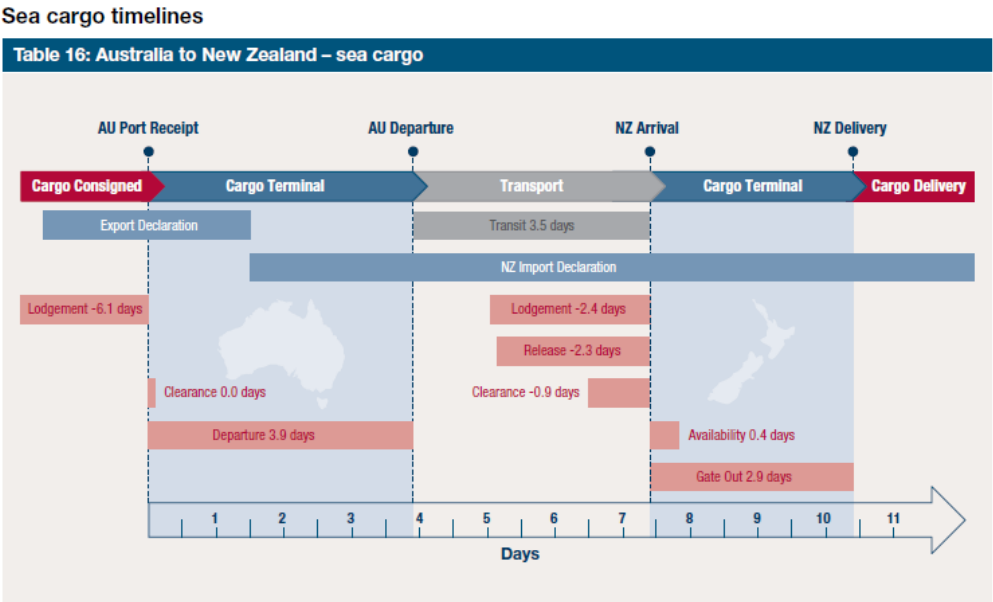 Sea cargo timelines
Table 16: Australia to New Zealand – sea cargo
AU Port Receipt AU Departure NZ Arrival NZ Delivery
Cargo Consigned Cargo Terminal Transport Cargo Terminal Cargo Delivery
Export Declaration Transit 3.5 days
NZ Import Declaration
Lodgement -6.1 days Lodgement -2.4 days
Release -2.3 days
Clearance 0.0 days Clearance -0.9 days
Departure 3.9 days Availability 0.4 days
Gate Out 2.9 days
1 2 3 4 5 6 7 8 9 10 11
Days